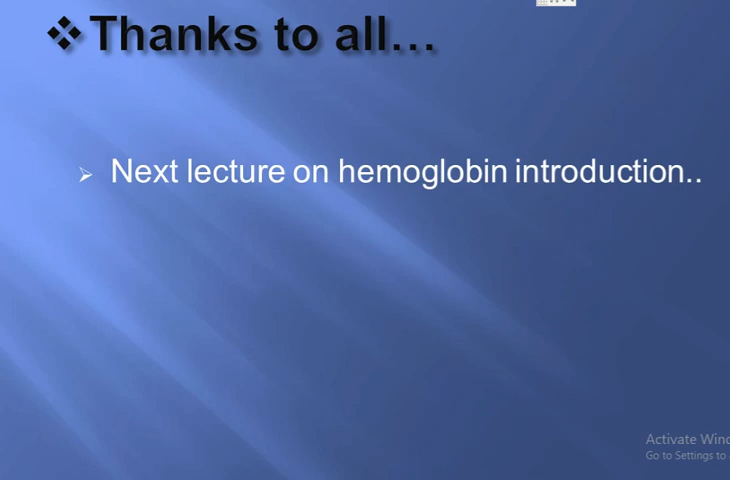 Thanks to all...
Next lecture on hemoglobin introduction..
Activate Wind
Go to Settings to